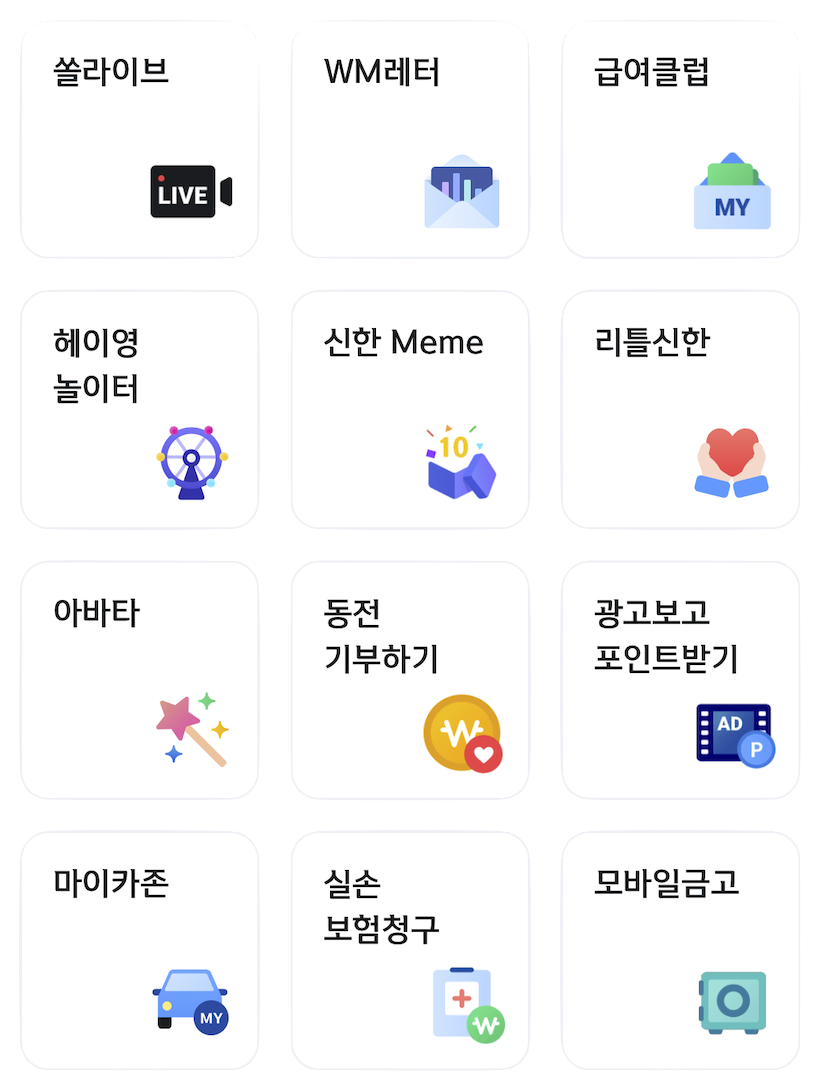 쏠라이브
WM레터
급여클럽
LIVE
MY
헤이영
놀이터
신한 Meme
리틀신한
10
아바타
동전
기부하기
광고보고
포인트받기
W
AD
P
마이카존
실손
보험청구
모바일금고
MY
W